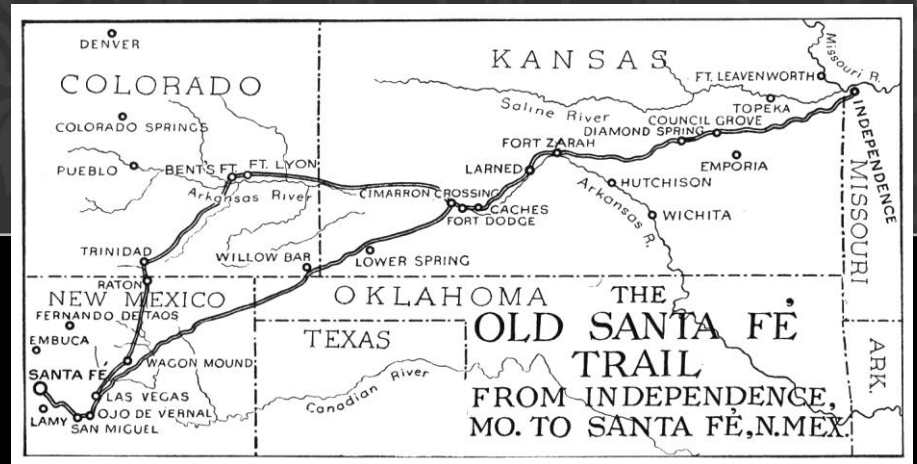 DENVER
KANSAS
Missouri R.
FT. LEAVENWORTH
COLORADO
TOPEKA
Saline River
INDEPENDENCE
COLORADO SPRINGS
COUNCIL GROVE
DIAMOND SPRING
FORT ZARAH
EMPORIA
PUEBLO
BENT'S FT.
FT. LYON
LARNED
HUTCHISON
MISSOURI
Arkansas River
CIMARRON CROSSING
CACHES
FORT DODGE
Arkansas R.
WICHITA
TRINIDAD
WILLOW BAR
LOWER SPRING
RATON
NEW MEXICO
OKLAHOMA
FERNANDO DE TAOS
TEXAS
EMBUCA
WAGON MOUND
SANTA FÉ
LAS VEGAS
Canadian River
ARK.
LAMY
OJO DE VERNAL
SAN MIGUEL
THE
OLD SANTA FÉ
TRAIL
FROM INDEPENDENCE,
MO. TO SANTA FÉ, N.MEX.